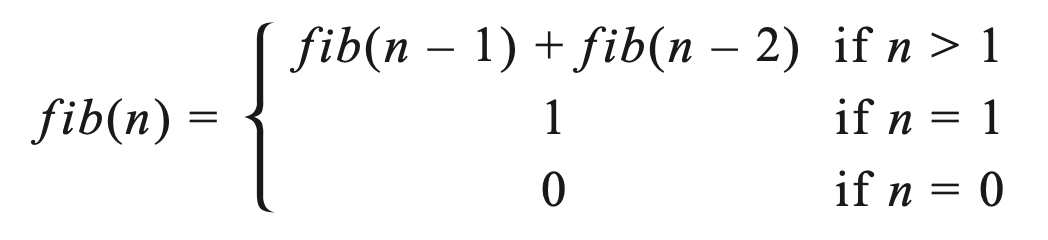 fib(n − 1) + fib(n − 2) if n > 1
fib(n) = { 1 if n = 1
0 if n = 0